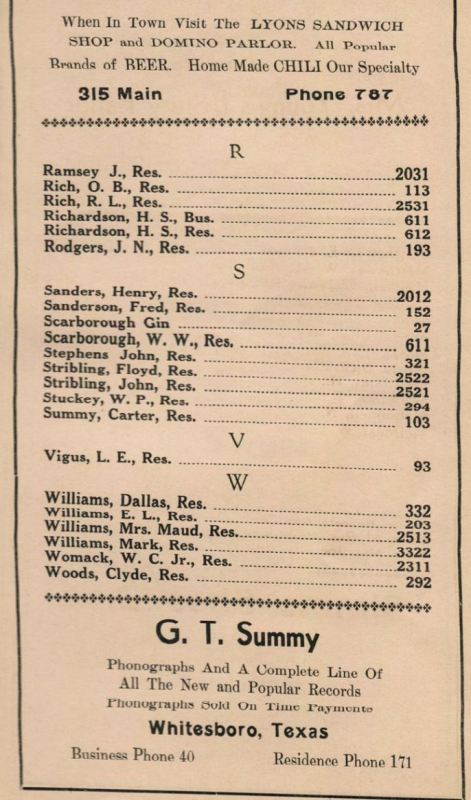 When In Town Visit The LYONS SANDWICH
SHOP and DOMINO PARLOR. All Popular
Brands of BEER. Home Made CHILI Our Specialty
315 Main Phone 787
R
Ramsey J., Res. 2031
Rich, O. B., Res. 113
Rich, R. L., Res. 2531
Richardson, H. S., Bus. 611
Richardson, H. S., Res. 612
Rodgers, J. N., Res. 193
S
Sanders, Henry, Res. 2012
Sanderson, Fred, Res. 152
Scarborough Gin 27
Scarborough, W. W., Res. 611
Stephens John, Res. 321
Stribling, Floyd, Res. 2522
Stribling, John, Res. 2521
Stuckey, W. P., Res. 294
Summy, Carter, Res. 103
V
Vigus, L. E., Res. 93
W
Williams, Dallas, Res. 332
Williams, E. L., Res. 203
Williams, Mrs. Maud, Res. 2513
Williams, Mark, Res. 3322
Womack, W. C. Jr., Res. 2311
Woods, Clyde, Res. 292
G. T. Summy
Phonographs And A Complete Line Of
All The New and Popular Records
Phonographs Sold On Time Payments
Whitesboro, Texas
Business Phone 40 Residence Phone 171